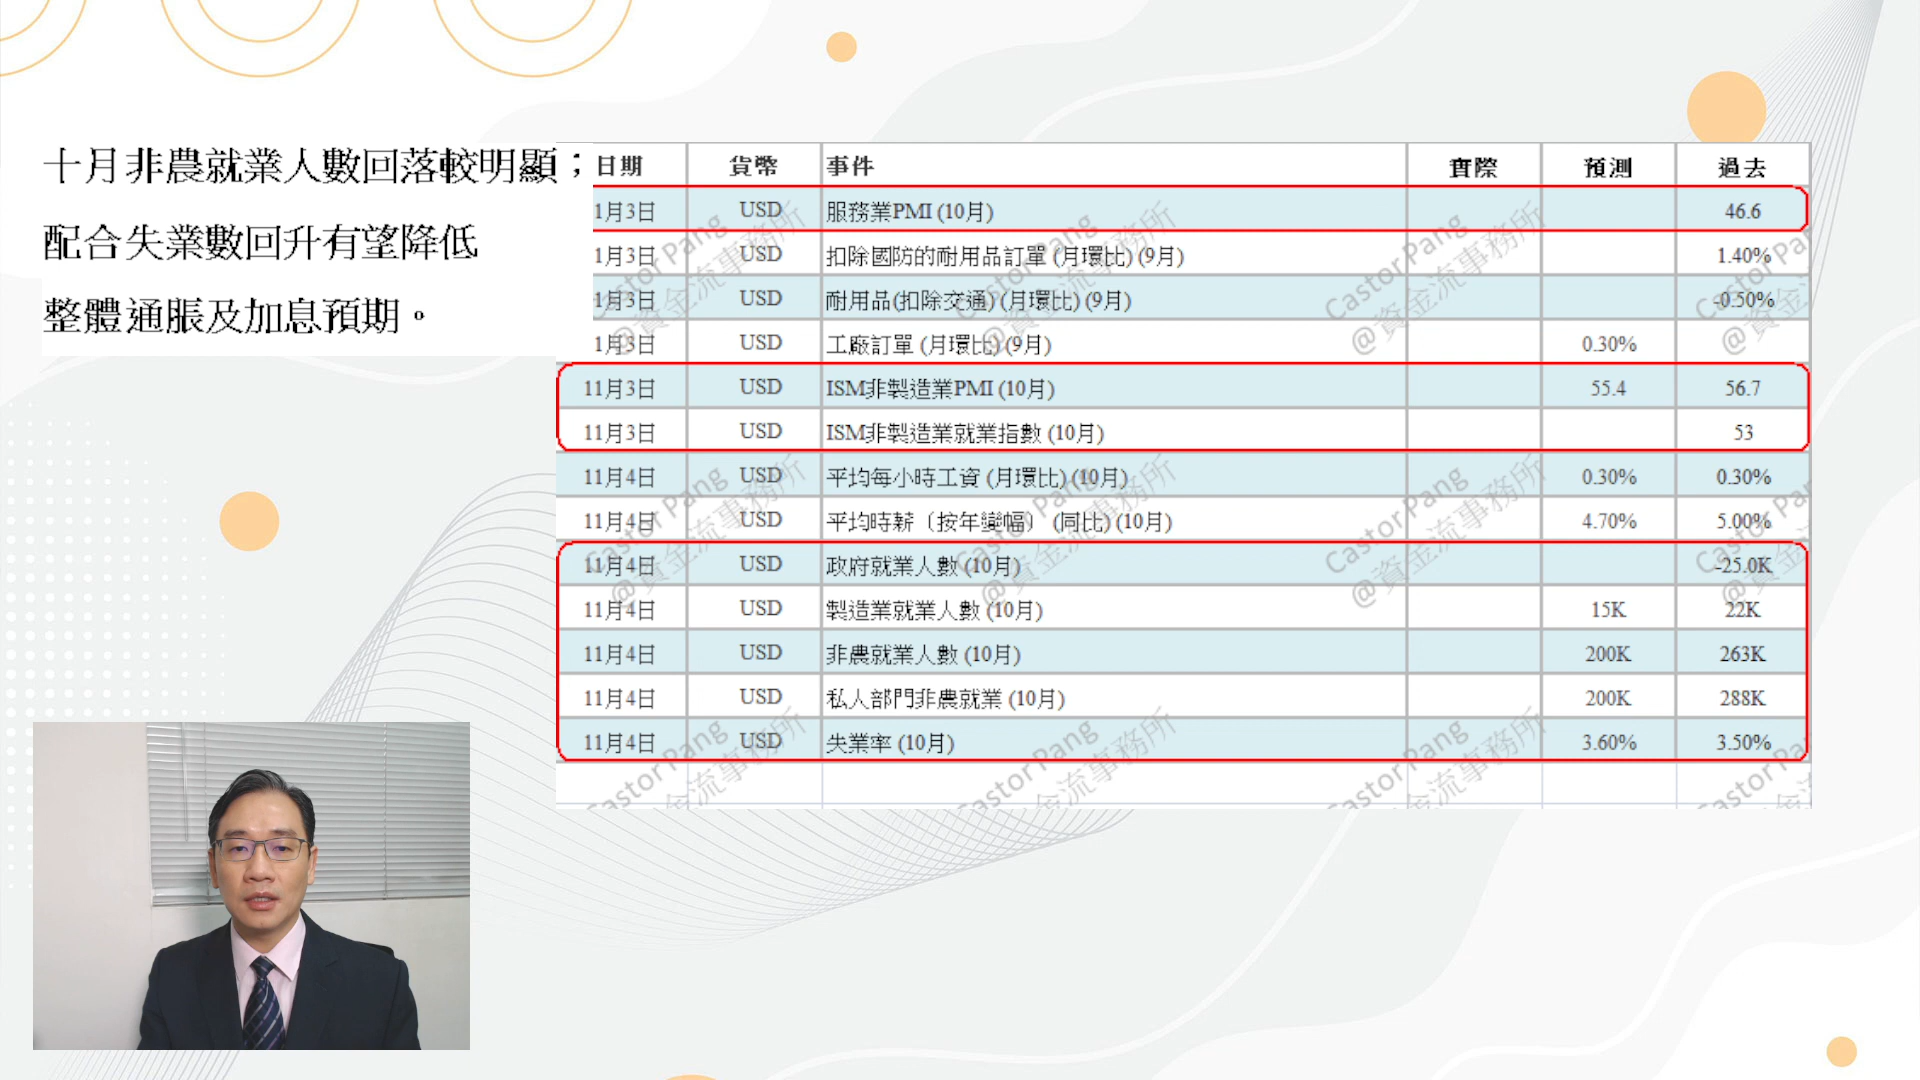 十月非農就業人數回落較明顯；
配合失業數回升有望降低
整體通脹及加息預期。
日期 貨幣 事件 實際 預測 過去
1月3日 USD 服務業PMI (10月) 46.6
1月3日 USD 扣除國防的耐用品訂單 (月環比) (9月) 1.40%
1月3日 USD 耐用品(扣除交通) (月環比) (9月) -0.50%
1月3日 USD 工廠訂單 (月環比) (9月) 0.30%
11月3日 USD ISM非製造業PMI (10月) 55.4 56.7
11月3日 USD ISM非製造業就業指數 (10月) 53
11月4日 USD 平均每小時工資 (月環比) (10月) 0.30% 0.30%
11月4日 USD 平均時薪〔按年變幅〕 (同比) (10月) 4.70% 5.00%
11月4日 USD 政府就業人數 (10月) -25.0K
11月4日 USD 製造業就業人數 (10月) 15K 22K
11月4日 USD 非農就業人數 (10月) 200K 263K
11月4日 USD 私人部門非農就業 (10月) 200K 288K
11月4日 USD 失業率 (10月) 3.60% 3.50%
CastorPang
@資金流事務所